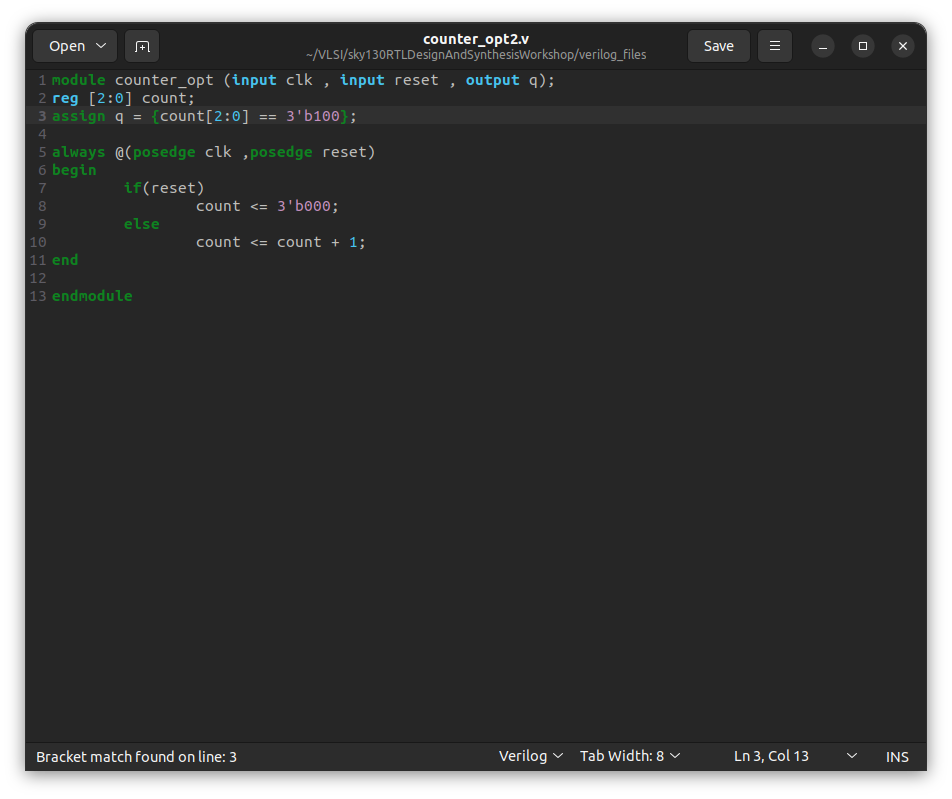 Open
counter_opt2.v
~/VLSI/sky130RTLDesignAndSynthesisWorkshop/verilog_files
Save
1 module counter_opt (input clk , input reset , output q);
2 reg [2:0] count;
3 assign q = {count[2:0] == 3'b100};
4
5 always @(posedge clk ,posedge reset)
6 begin
7         if(reset)
8                 count <= 3'b000;
9         else
10                 count <= count + 1;
11 end
12
13 endmodule
Bracket match found on line: 3 Verilog Tab Width: 8 Ln 3, Col 13 INS